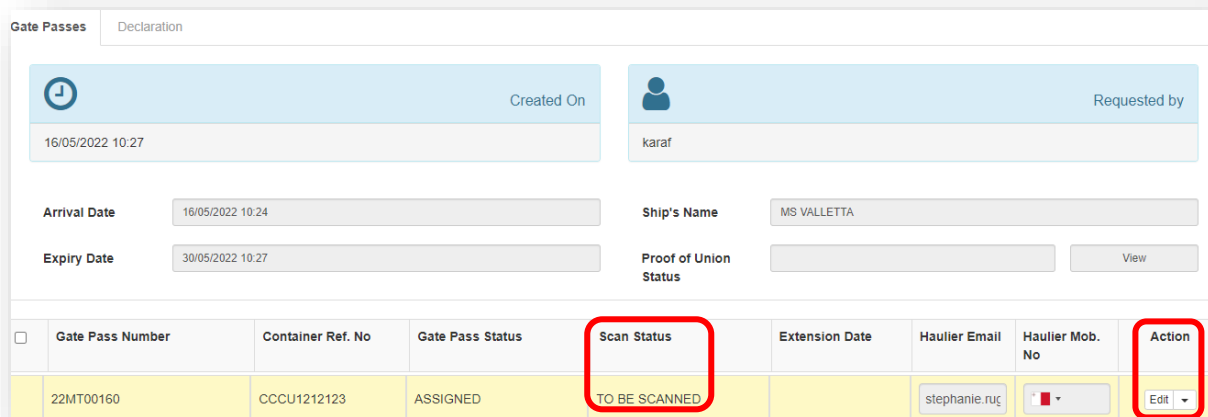 Gate Passes Declaration
Created On Requested by
16/05/2022 10:27 karaf
Arrival Date 16/05/2022 10:24 Ship's Name MS VALLETTA
Expiry Date 30/05/2022 10:27 Proof of Union Status View
Gate Pass Number Container Ref. No Gate Pass Status Scan Status Extension Date Haulier Email Haulier Mob. No Action
22MT00160 CCCU1212123 ASSIGNED TO BE SCANNED stephanie.rug Edit